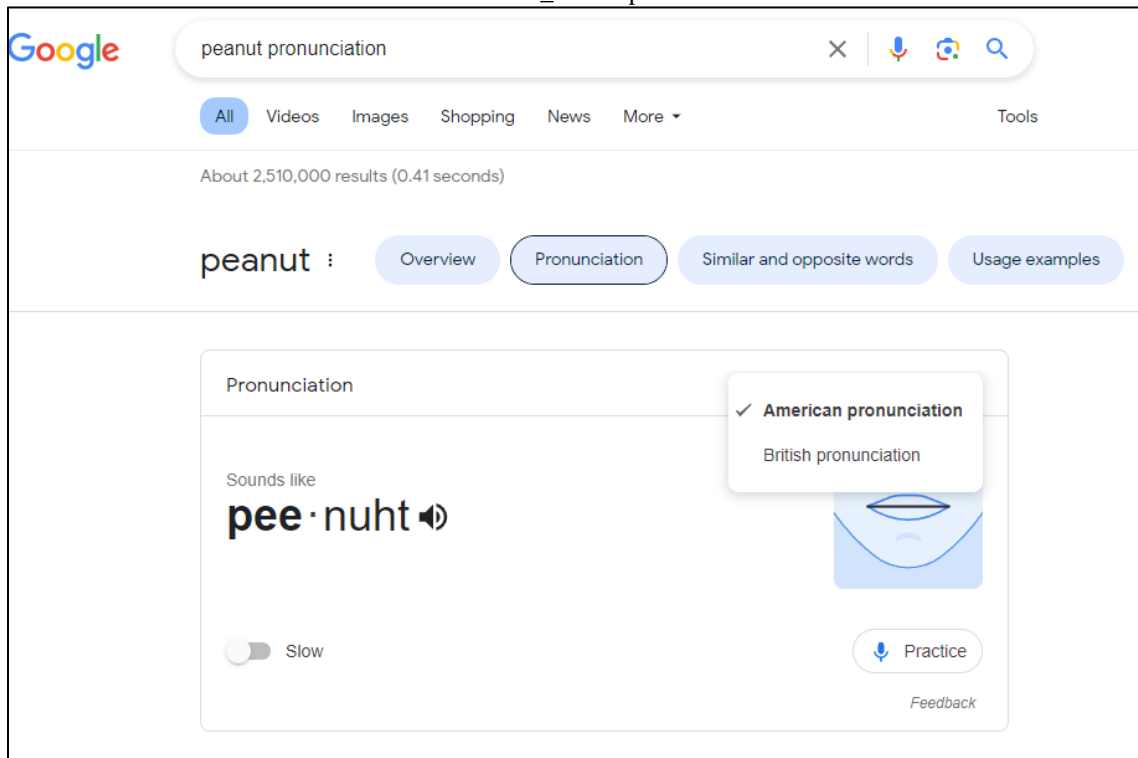 Google peanut pronunciation
All Videos Images Shopping News More Tools
About 2,510,000 results (0.41 seconds)
peanut Overview Pronunciation Similar and opposite words Usage examples
Pronunciation
American pronunciation
British pronunciation
Sounds like
pee·nuht
Slow Practice
Feedback